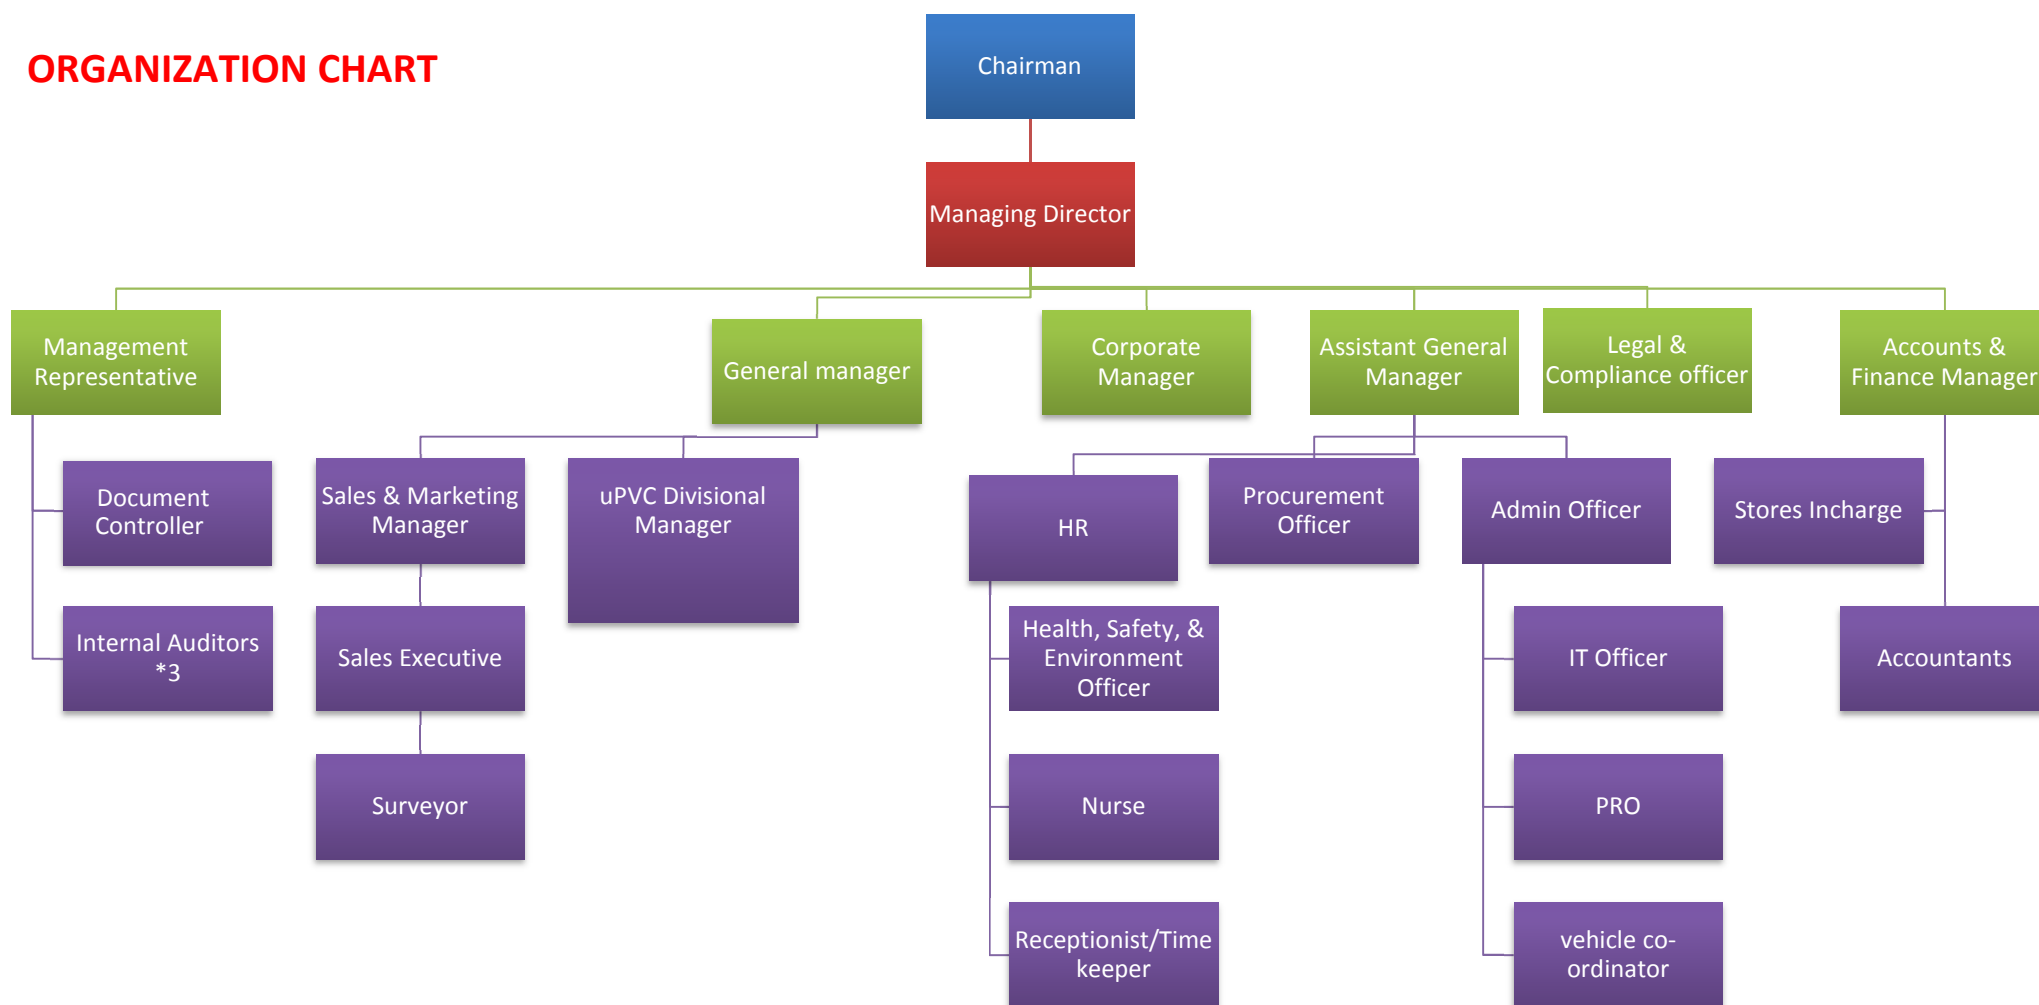 ORGANIZATION CHART
Chairman
Managing Director
Management
Representative
General manager
Corporate
Manager
Assistant General
Manager
Legal &
Compliance officer
Accounts &
Finance Manager
Document
Controller
Sales & Marketing
Manager
uPVC Divisional
Manager
HR
Procurement
Officer
Admin Officer
Stores Incharge
Internal Auditors
*3
Sales Executive
Health, Safety, &
Environment
Officer
IT Officer
Accountants
Surveyor
Nurse
PRO
Receptionist/Time
keeper
vehicle co-
ordinator